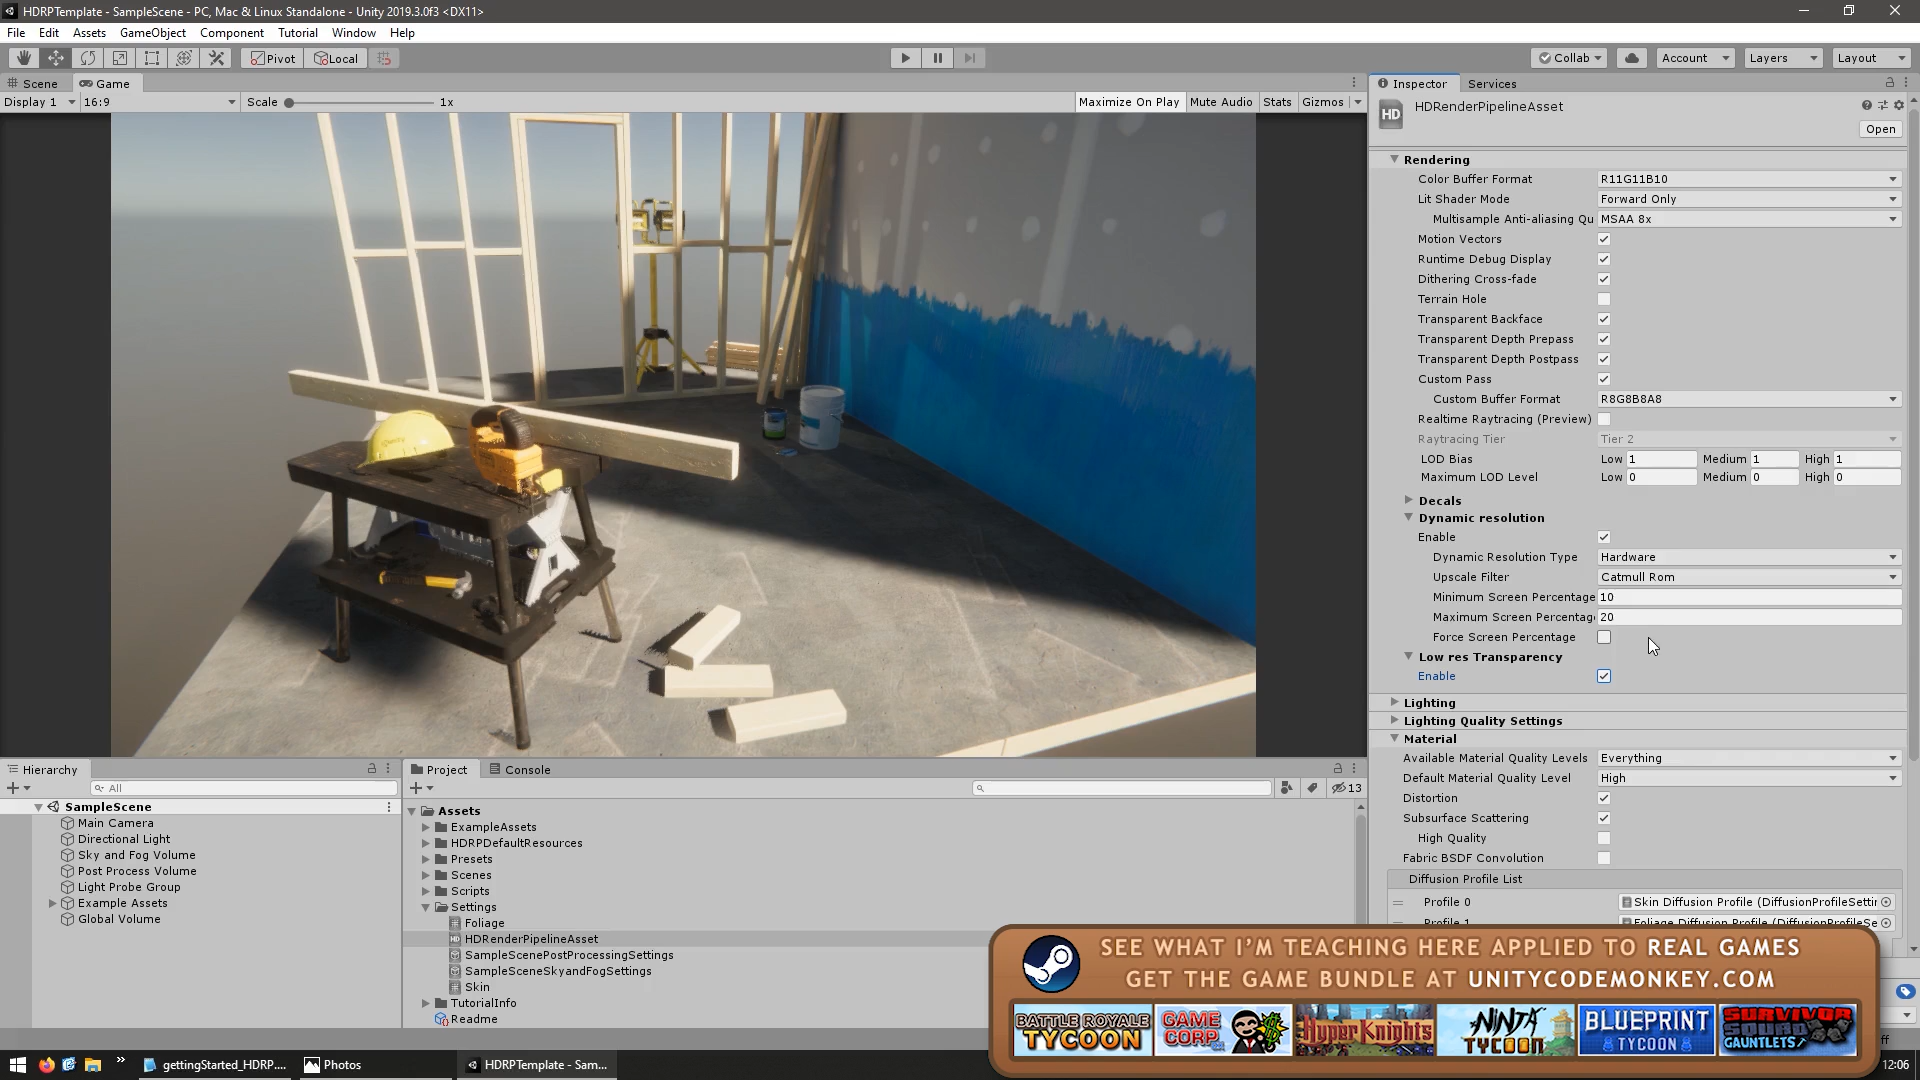 HDRPTemplate - SampleScene - PC, Mac & Linux Standalone - Unity 2019.3.0f3 <DX11>
File Edit Assets GameObject Component Tutorial Window Help
Pivot Local Collab Account Layers Layout
Scene Game
Display 1 16:9 Scale 1x Maximize On Play Mute Audio Stats Gizmos
Inspector Services
HD HDRenderPipelineAsset
Open
Rendering
Color Buffer Format R11G11B10
Lit Shader Mode Forward Only
Multisample Anti-aliasing Qu MSAA 8x
Motion Vectors
Runtime Debug Display
Dithering Cross-fade
Terrain Hole
Transparent Backface
Transparent Depth Prepass
Transparent Depth Postpass
Custom Pass
Custom Buffer Format R8G8B8A8
Realtime Raytracing (Preview)
Raytracing Tier Tier 2
LOD Bias Low 1 Medium 1 High 1
Maximum LOD Level Low 0 Medium 0 High 0
Decals
Dynamic resolution
Enable
Dynamic Resolution Type Hardware
Upscale Filter Catmull Rom
Minimum Screen Percentage 10
Maximum Screen Percentag 20
Force Screen Percentage
Low res Transparency
Enable
Lighting
Lighting Quality Settings
Material
Available Material Quality Levels Everything
Default Material Quality Level High
Distortion
Subsurface Scattering
High Quality
Fabric BSDF Convolution
Diffusion Profile List
Profile 0 Skin Diffusion Profile (DiffusionProfileSettin
Profile 1 Foliage Diffusion Profile (DiffusionProfileSe
Hierarchy
All
SampleScene
Main Camera
Directional Light
Sky and Fog Volume
Post Process Volume
Light Probe Group
Example Assets
Global Volume
Project Console
13
Assets
ExampleAssets
HDRPDefaultResources
Presets
Scenes
Scripts
Settings
Foliage
HDRenderPipelineAsset
SampleScenePostProcessingSettings
SampleSceneSkyandFogSettings
Skin
TutorialInfo
Readme
SEE WHAT I'M TEACHING HERE APPLIED TO REAL GAMES
GET THE GAME BUNDLE AT UNITYCODEMONKEY.COM
BATTLE ROYALE TYCOON
GAME CORP
HYPER KNIGHTS
NINJA TYCOON
BLUEPRINT TYCOON
SURVIVOR SQUAD GAUNTLETS
gettingStarted_HDRP.... Photos HDRPTemplate - Sam... 12:06